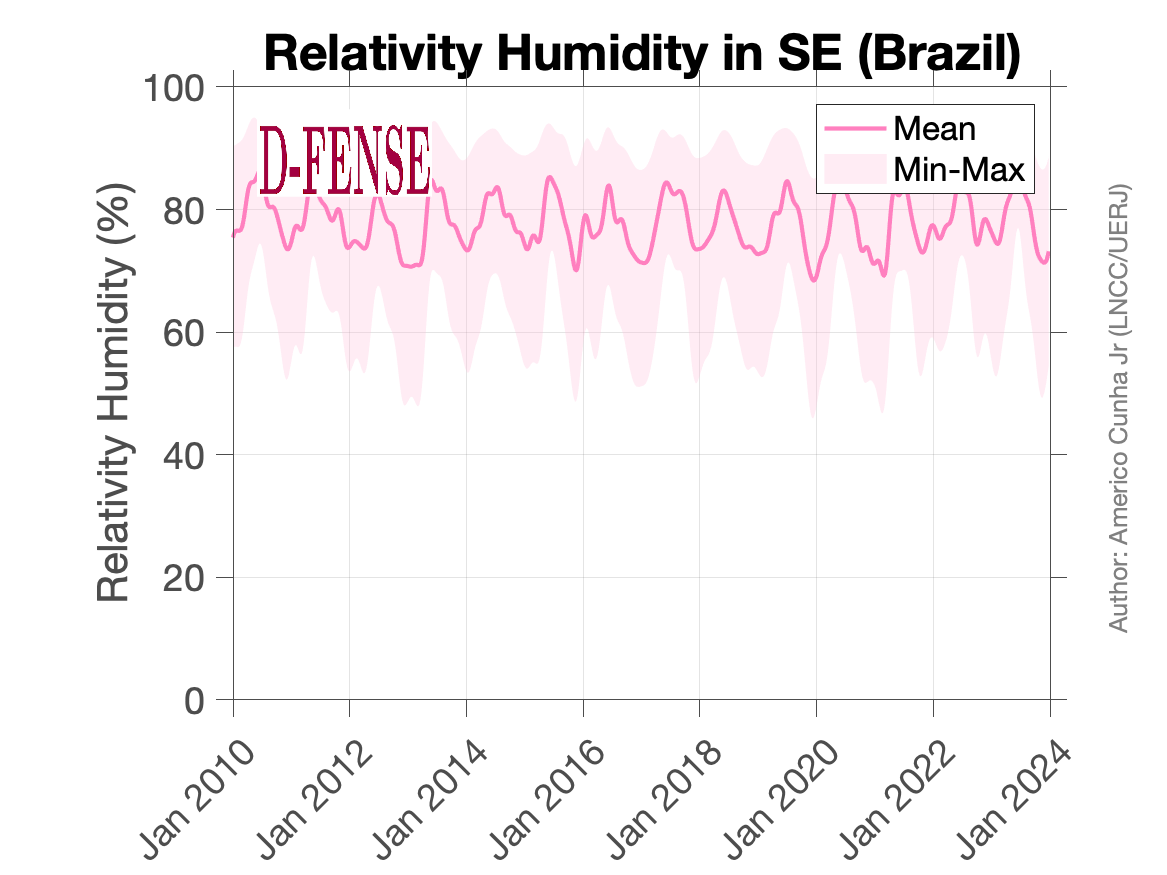 Relativity Humidity in SE (Brazil)
D-FENSE
Mean
Min-Max
Relativity Humidity (%)
100
80
60
40
20
0
Jan 2010
Jan 2012
Jan 2014
Jan 2016
Jan 2018
Jan 2020
Jan 2022
Jan 2024
Author: Americo Cunha Jr (LNCC/UERJ)